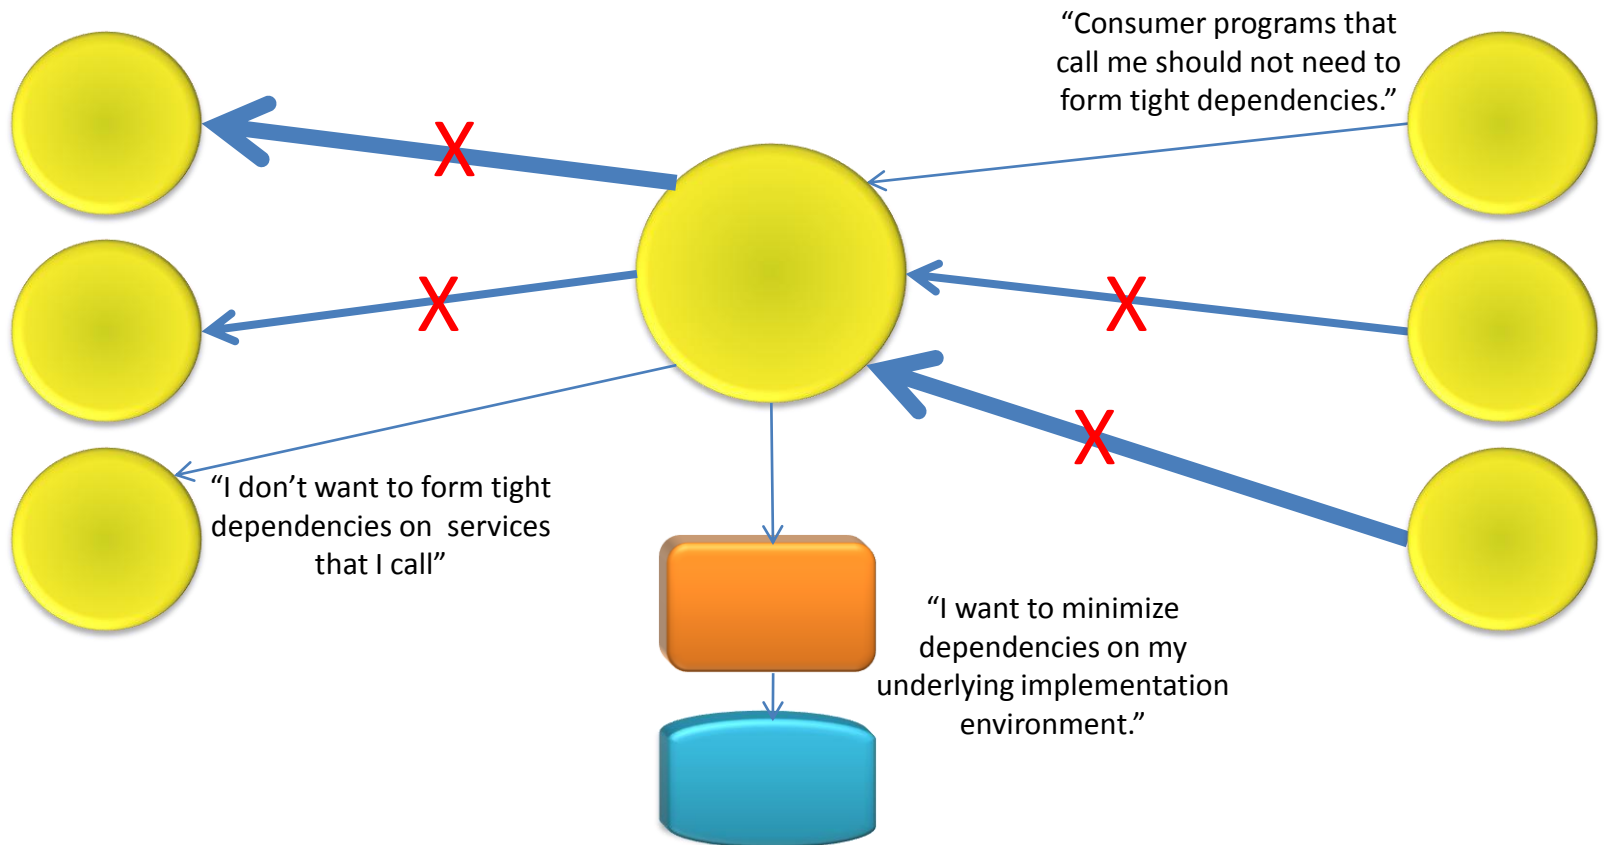 “Consumer programs that
call me should not need to
form tight dependencies.”
X
X
X
X
“I don’t want to form tight
dependencies on  services
that I call”
“I want to minimize
dependencies on my
underlying implementation
environment.”